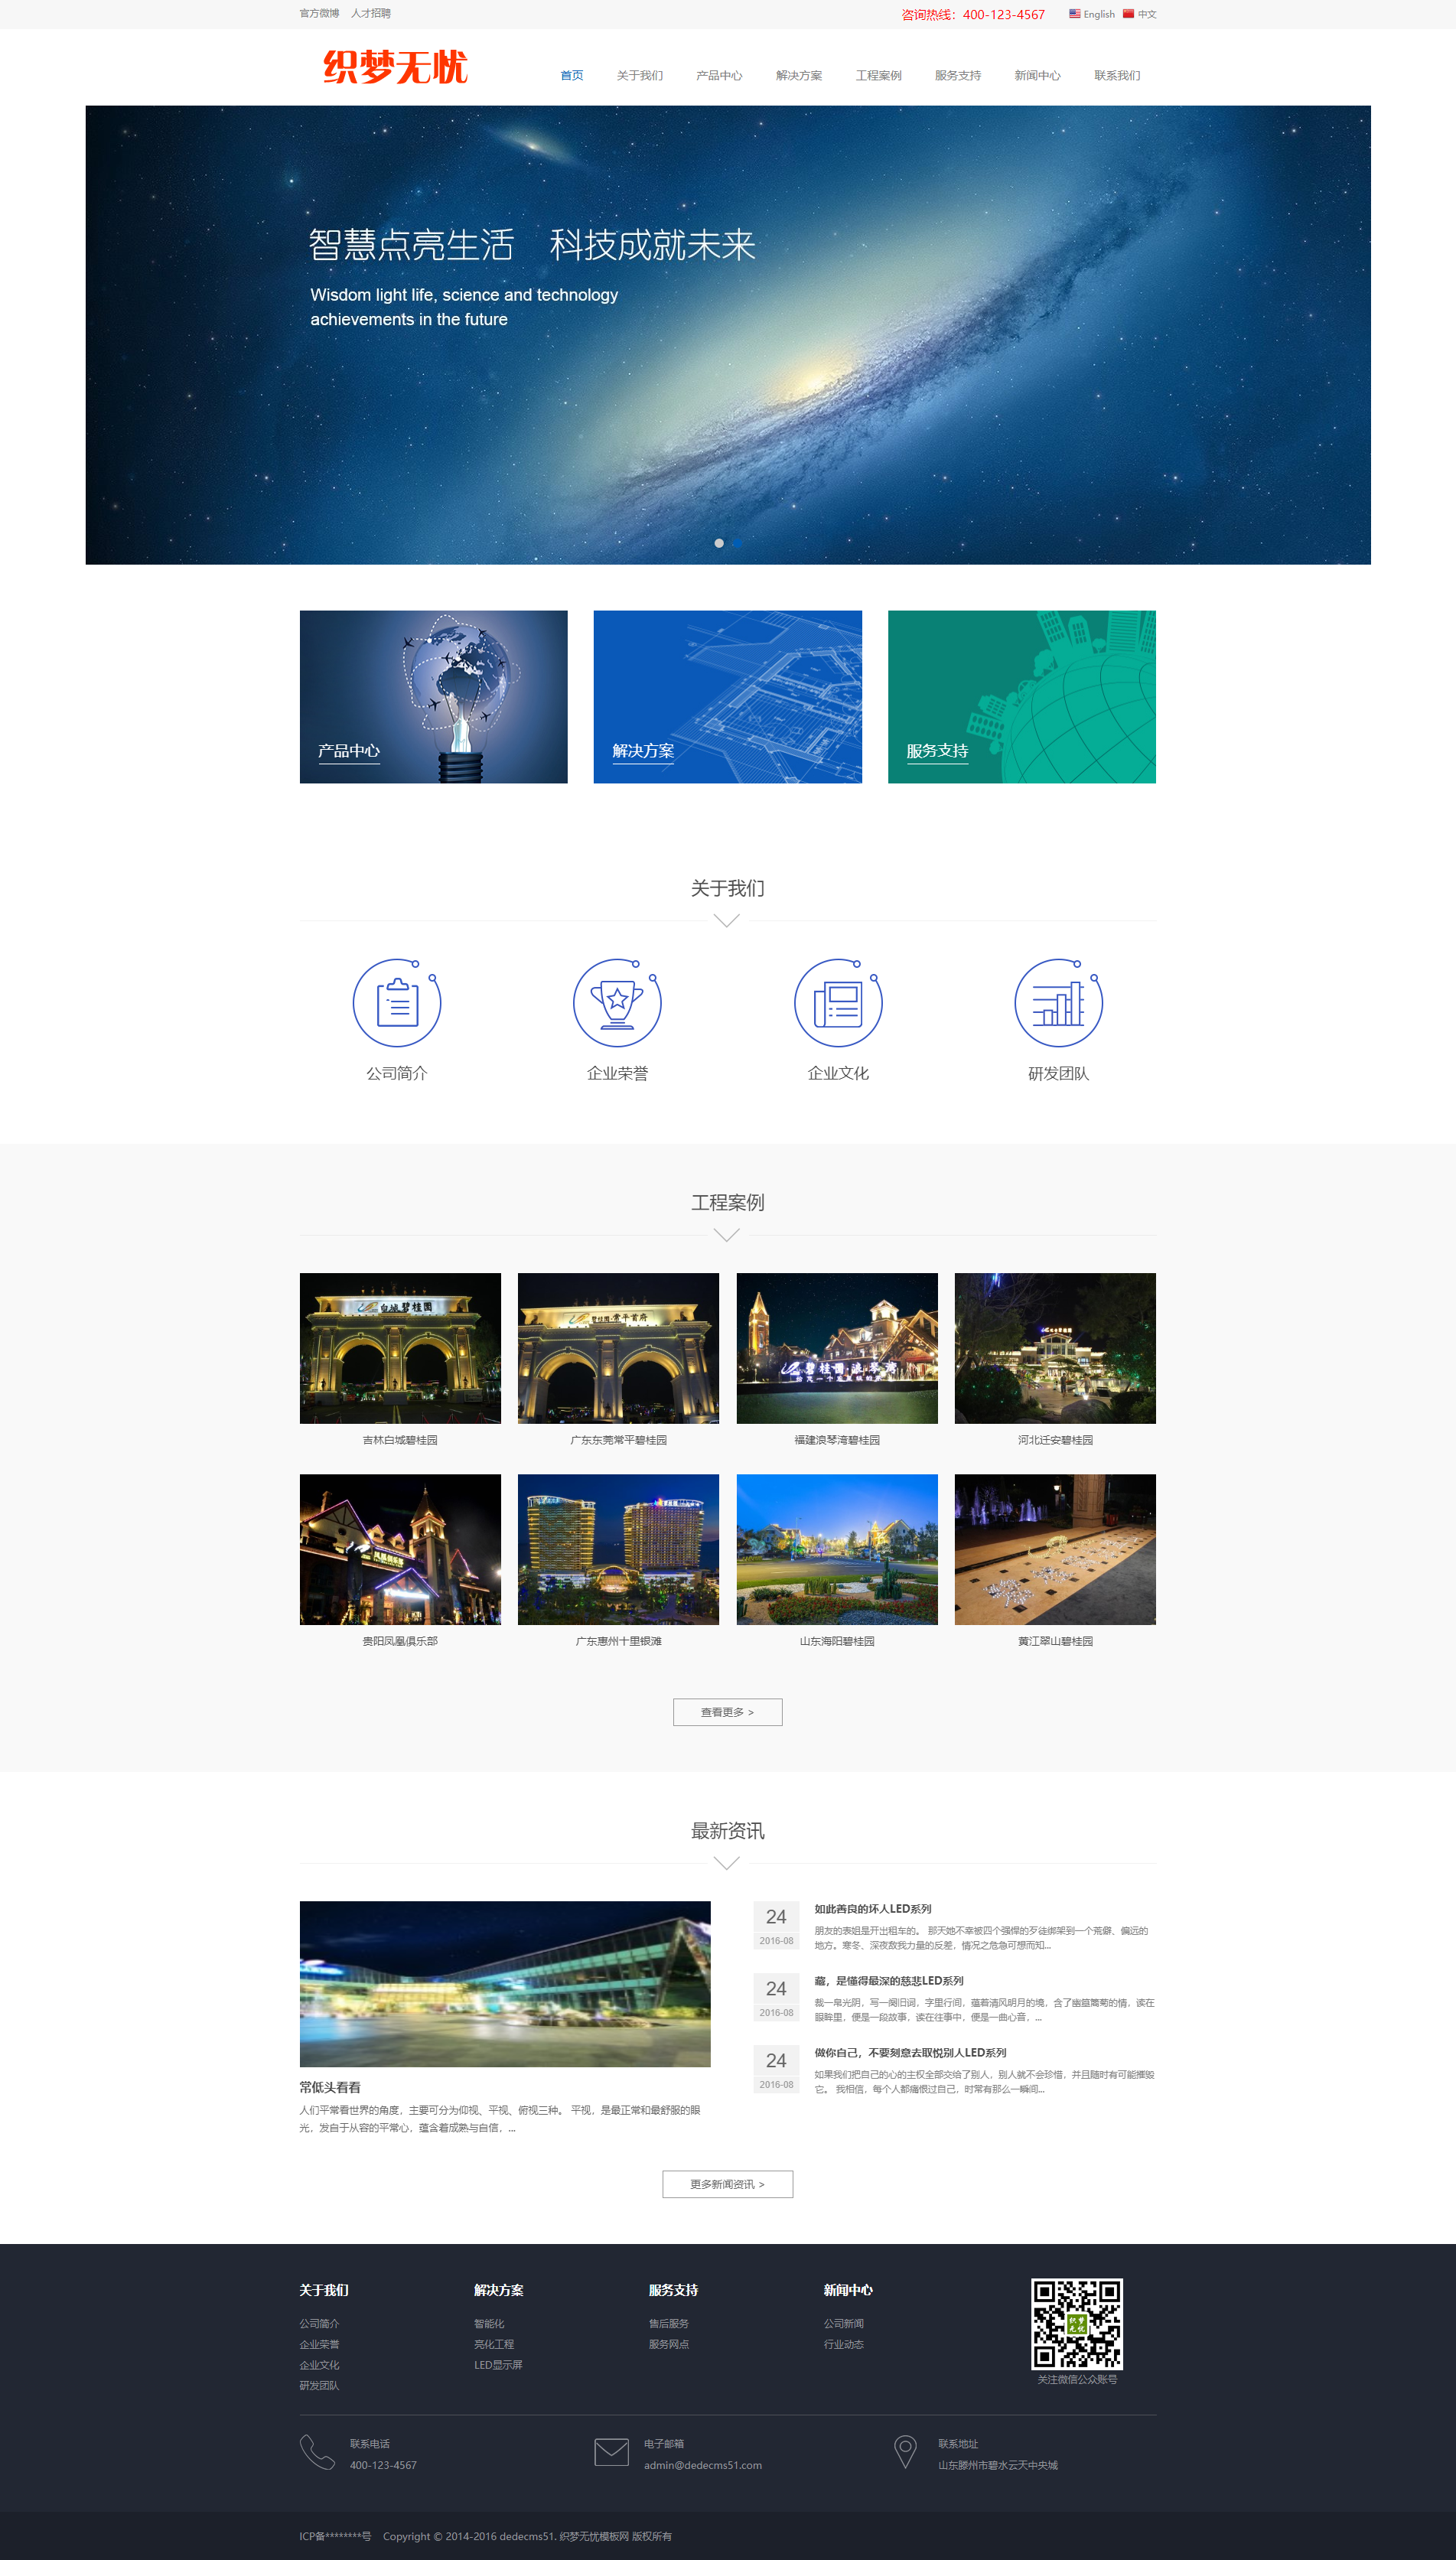 官方微博 人才招聘
咨询热线：400-123-4567 English 中文
织梦无忧
首页 关于我们 产品中心 解决方案 工程案例 服务支持 新闻中心 联系我们
智慧点亮生活 科技成就未来
Wisdom light life, science and technology
achievements in the future
产品中心 解决方案 服务支持
关于我们
公司简介 企业荣誉 企业文化 研发团队
工程案例
白城碧桂園
碧桂园·常平首府
碧桂园·浪琴湾
吉林白城碧桂园 广东东莞常平碧桂园 福建浪琴湾碧桂园 河北迁安碧桂园
贵阳凤凰俱乐部 广东惠州十里银滩 山东海阳碧桂园 黄江翠山碧桂园
查看更多 >
最新资讯
常低头看看
人们平常看世界的角度，主要可分为仰视、平视、俯视三种。 平视，是最正常和最舒服的眼
光，发自于从容的平常心，蕴含着成熟与自信，...
24
2016-08
如此善良的坏人LED系列
朋友的表姐是开出租车的。 那天她不幸被四个强悍的歹徒绑架到一个荒僻、偏远的
地方。寒冬、深夜敌我力量的反差，情况之危急可想而知...
24
2016-08
藏，是懂得最深的慈悲LED系列
裁一帛光阴，写一阕旧词，字里行间，蕴着清风明月的境，含了幽篁篱菊的情，读在
眼眸里，便是一段故事，读在往事中，便是一曲心音，...
24
2016-08
做你自己，不要刻意去取悦别人LED系列
如果我们把自己的心的主权全部交给了别人，别人就不会珍惜，并且随时有可能摧毁
它。 我相信，每个人都痛恨过自己，时常有那么一瞬间...
更多新闻资讯 >
关于我们
公司简介
企业荣誉
企业文化
研发团队
解决方案
智能化
亮化工程
LED显示屏
服务支持
售后服务
服务网点
新闻中心
公司新闻
行业动态
织梦
无忧
关注微信公众账号
联系电话
400-123-4567
电子邮箱
admin@dedecms51.com
联系地址
山东滕州市碧水云天中央城
ICP备********号 Copyright © 2014-2016 dedecms51. 织梦无忧模板网 版权所有